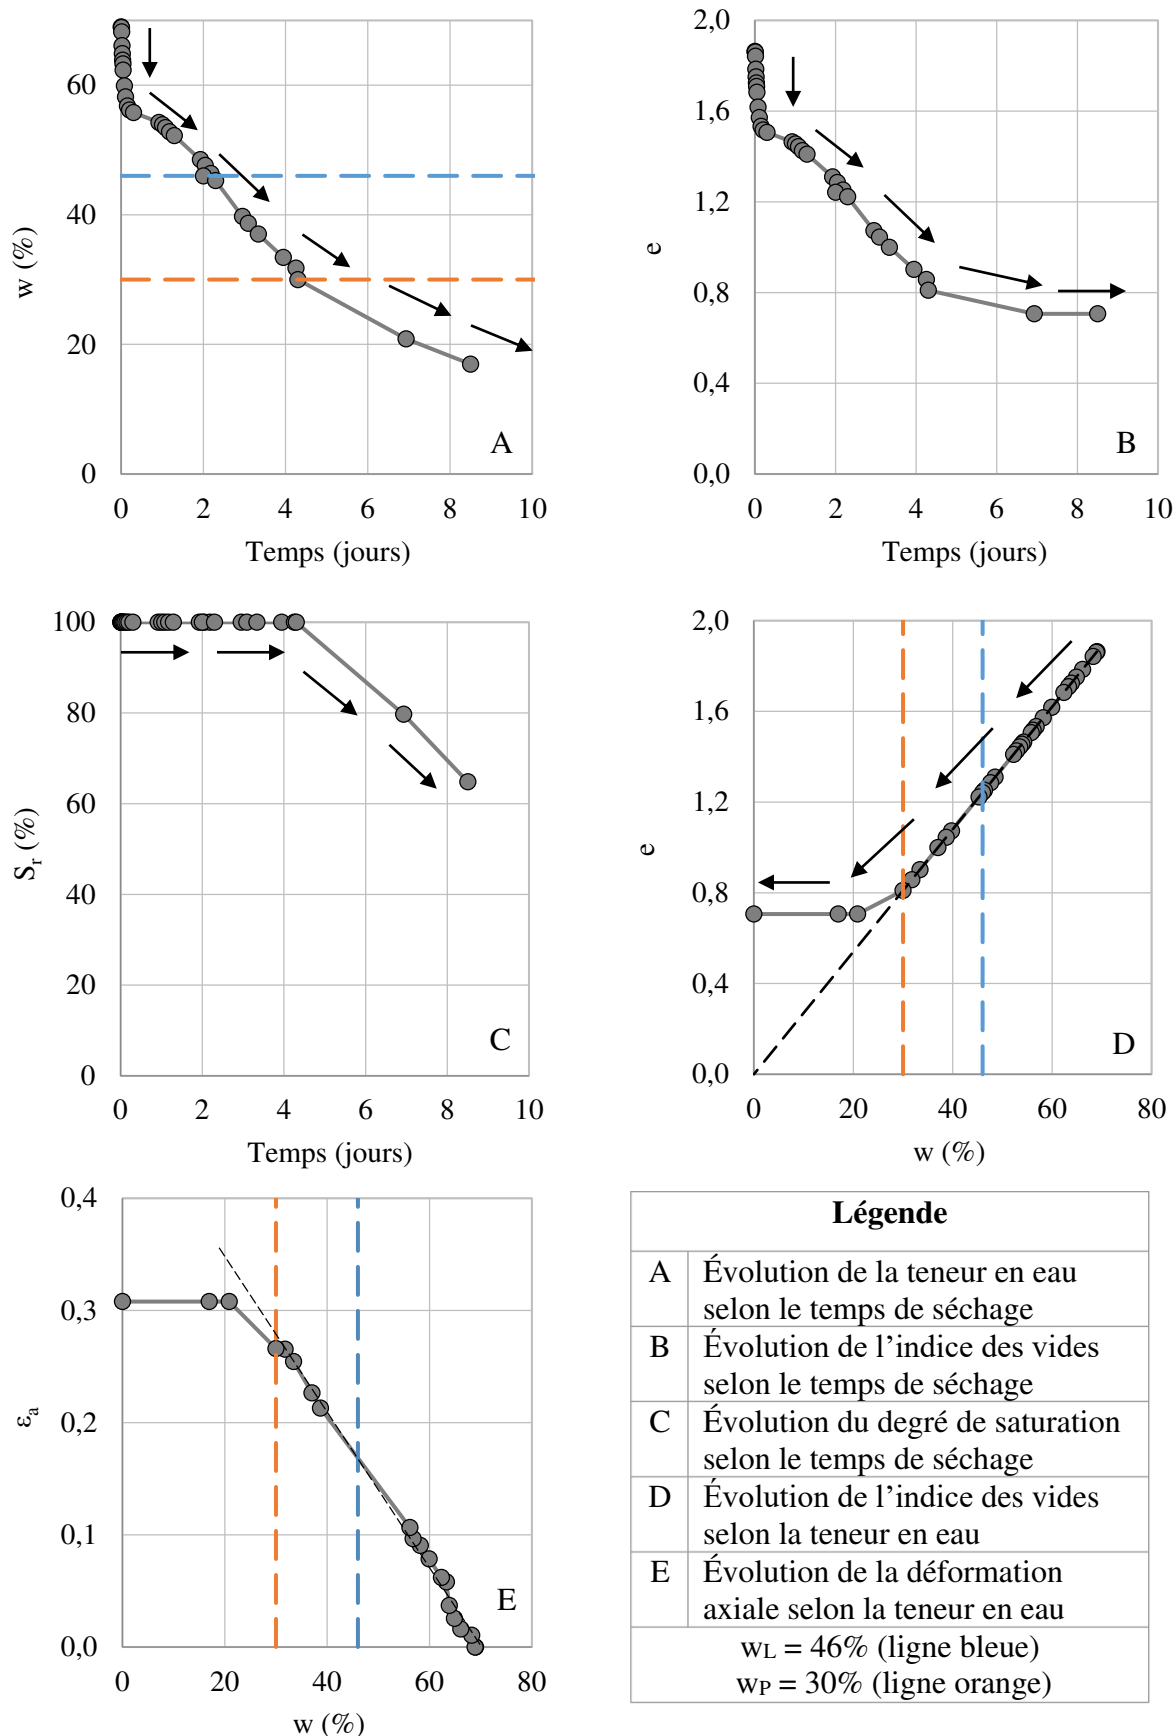 60
40
20
0
w (%)
0 2 4 6 8 10
Temps (jours)
A
2,0
1,6
1,2
0,8
0,4
0,0
e
0 2 4 6 8 10
Temps (jours)
B
100
80
60
40
20
0
Sr (%)
0 2 4 6 8 10
Temps (jours)
C
2,0
1,6
1,2
0,8
0,4
0,0
e
0 20 40 60 80
w (%)
D
0,4
0,3
0,2
0,1
0,0
εa
0 20 40 60 80
w (%)
E
Légende
A Évolution de la teneur en eau
selon le temps de séchage
B Évolution de l’indice des vides
selon le temps de séchage
C Évolution du degré de saturation
selon le temps de séchage
D Évolution de l’indice des vides
selon la teneur en eau
E Évolution de la déformation
axiale selon la teneur en eau
wL = 46% (ligne bleue)
wP = 30% (ligne orange)